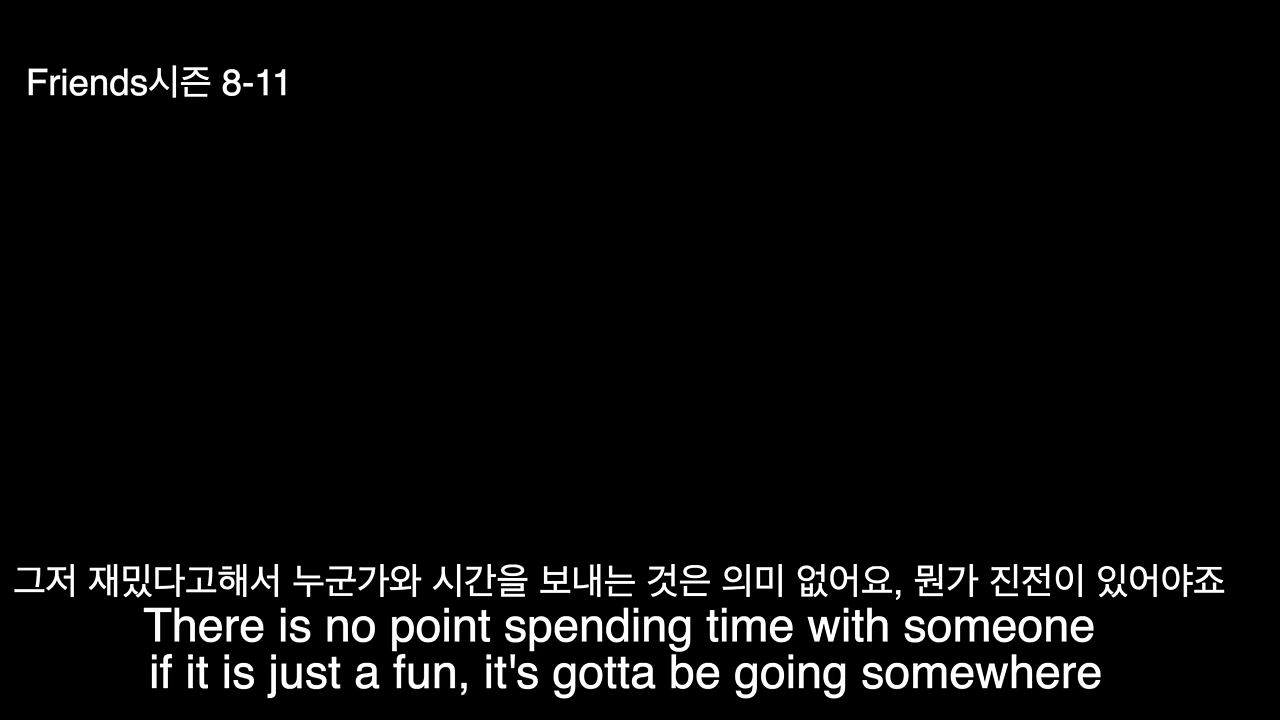 Friends시즌 8-11
그저 재밌다고해서 누군가와 시간을 보내는 것은 의미 없어요, 뭔가 진전이 있어야죠
There is no point spending time with someone
if it is just a fun, it's gotta be going somewhere